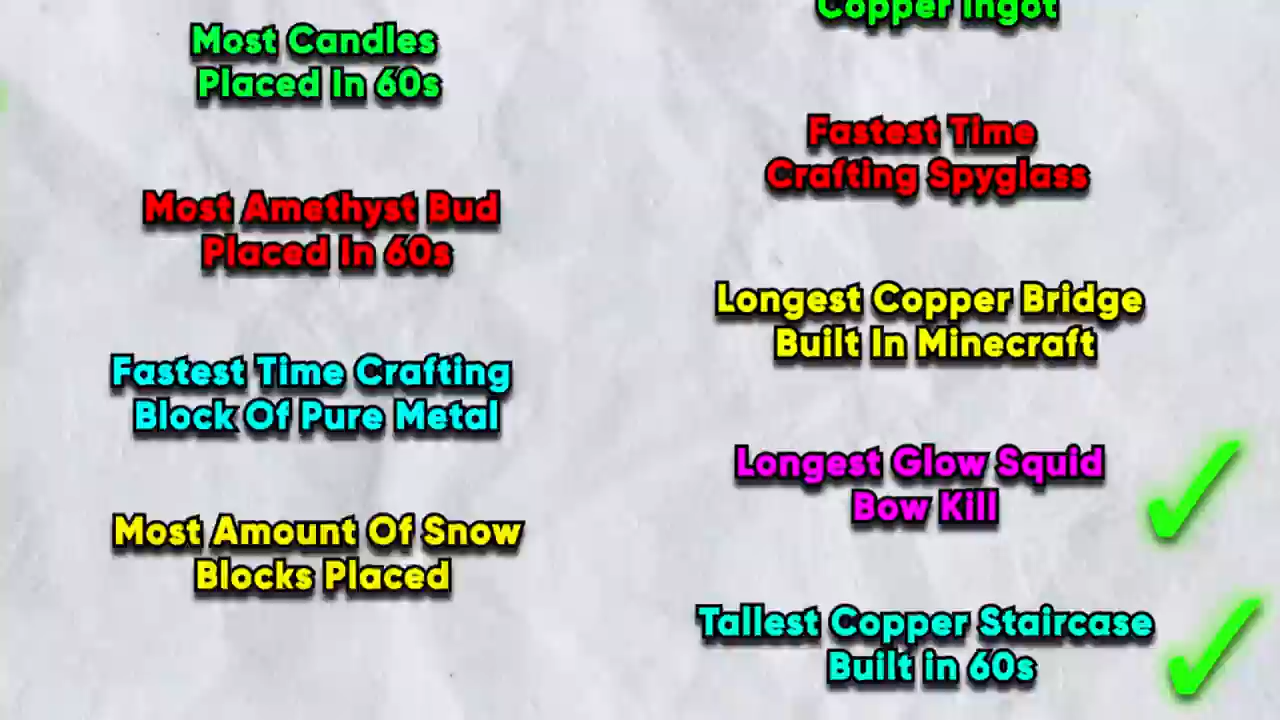 Most Candles
Placed In 60s
Most Amethyst Bud
Placed In 60s
Fastest Time Crafting
Block Of Pure Metal
Most Amount Of Snow
Blocks Placed
Copper Ingot
Fastest Time
Crafting Spyglass
Longest Copper Bridge
Built In Minecraft
Longest Glow Squid
Bow Kill
Tallest Copper Staircase
Built in 60s